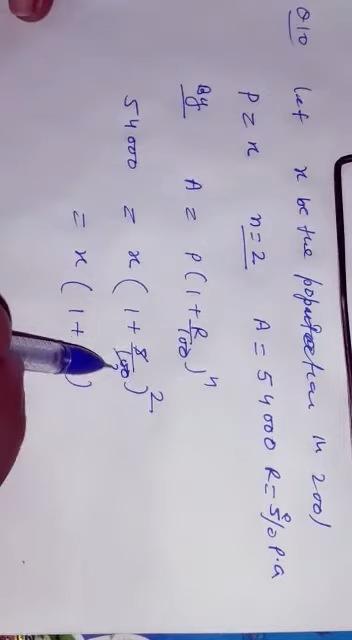 Q10 Let x be the population in 2001
P = x n = 2 A = 54000 R = 5% p.a
By A = P(1 + R/100)^n
54000 = x(1 + 5/100)^2
= x(1 + )